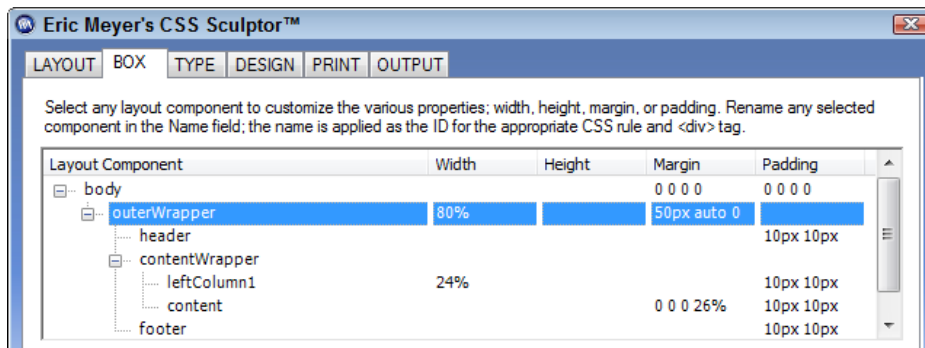 Eric Meyer's CSS Sculptor™
LAYOUT BOX TYPE DESIGN PRINT OUTPUT
Select any layout component to customize the various properties; width, height, margin, or padding. Rename any selected
component in the Name field; the name is applied as the ID for the appropriate CSS rule and <div> tag.
Layout Component Width Height Margin Padding
body 0 0 0 0 0 0 0 0
outerWrapper 80% 50px auto 0
header 10px 10px
contentWrapper
leftColumn1 24% 10px 10px
content 0 0 0 26% 10px 10px
footer 10px 10px